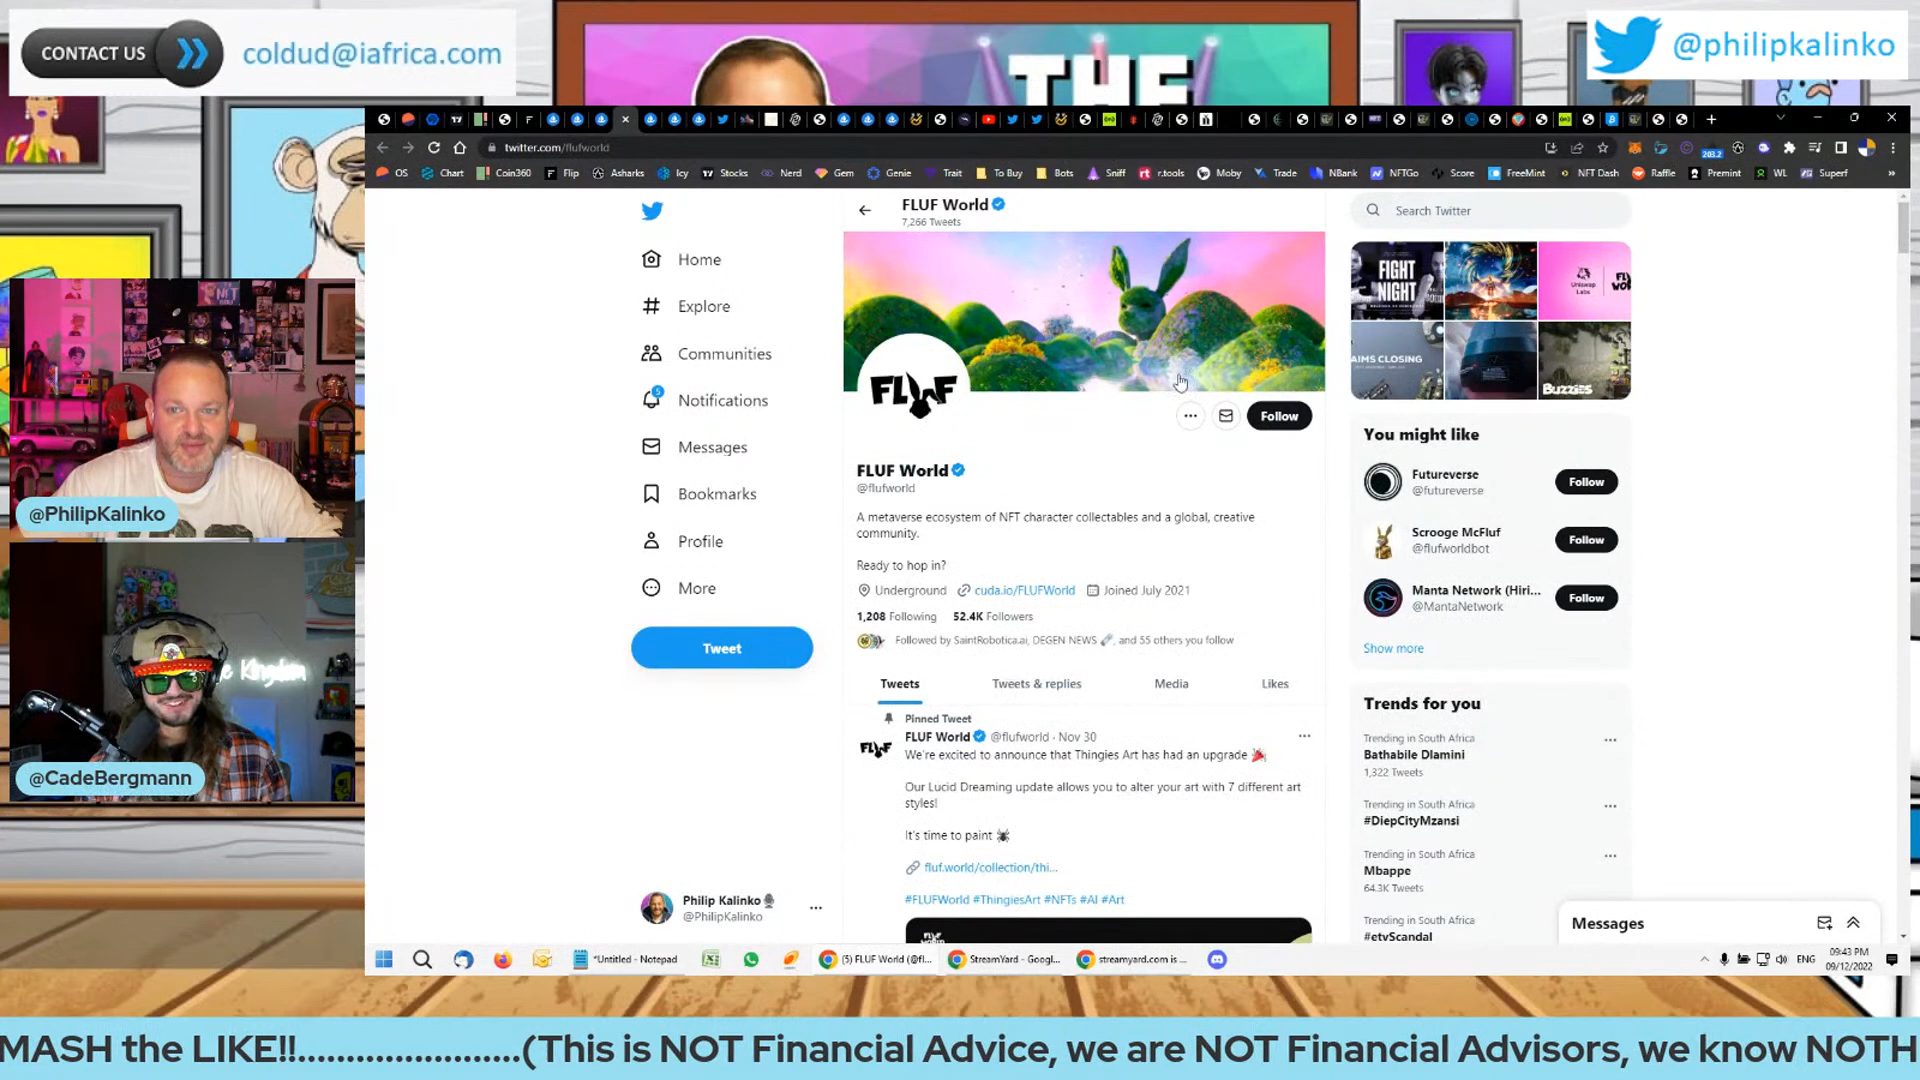 CONTACT US
coldud@iafrica.com
THE
@philipkalinko
twitter.com/flufworld
203.2
OS Chart Coin360 Flip Asharks Icy Stocks Nerd Gem Genie Trait To Buy Bots Sniff r.tools Moby Trade NBank NFTGo Score FreeMint NFT Dash Raffle Premint WL Superf
FLUF World
7,266 Tweets
Home
Explore
Communities
5
Notifications
Messages
Bookmarks
Profile
More
Tweet
Philip Kalinko
@PhilipKalinko
FLUF
Follow
FLUF World
@flufworld
A metaverse ecosystem of NFT character collectables and a global, creative
community.
Ready to hop in?
Underground cuda.io/FLUFWorld Joined July 2021
1,208 Following 52.4K Followers
Followed by SaintRobotica.ai, DEGEN NEWS, and 55 others you follow
Tweets Tweets & replies Media Likes
Pinned Tweet
FLUF World @flufworld · Nov 30
We're excited to announce that Thingies Art has had an upgrade
Our Lucid Dreaming update allows you to alter your art with 7 different art
styles!
It's time to paint
fluf.world/collection/thi...
#FLUFWorld #ThingiesArt #NFTs #AI #Art
Search Twitter
FIGHT
NIGHT
Uniswap
Labs
AIMS CLOSING
BUZZIES
You might like
Futureverse
@futureverse
Follow
Scrooge McFluf
@flufworldbot
Follow
Manta Network (Hiri...
@MantaNetwork
Follow
Show more
Trends for you
Trending in South Africa
Bathabile Dlamini
1,322 Tweets
Trending in South Africa
#DiepCityMzansi
Trending in South Africa
Mbappe
64.3K Tweets
Trending in South Africa
#etvScandal
Messages
@PhilipKalinko
@CadeBergmann
*Untitled - Notepad
(5) FLUF World (@fl...
StreamYard - Googl...
streamyard.com is ...
ENG
09:43 PM
09/12/2022
MASH the LIKE!!......................(This is NOT Financial Advice, we are NOT Financial Advisors, we know NOTH